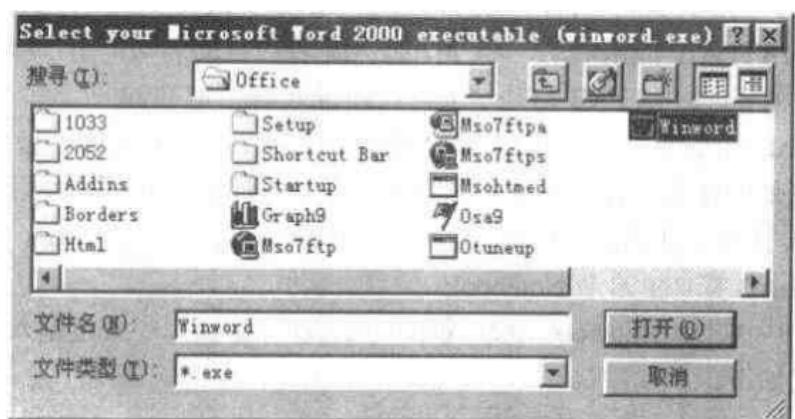 Select your Microsoft Word 2000 executable (winword.exe)
搜寻(I): Office
1033 Setup Mso7ftpa Winword
2052 Shortcut Bar Mso7ftps
Addins Startup Msohtmed
Borders Graph9 Osa9
Html Mso7ftp Otuneup
文件名(N): Winword 打开(O)
文件类型(T): *.exe 取消